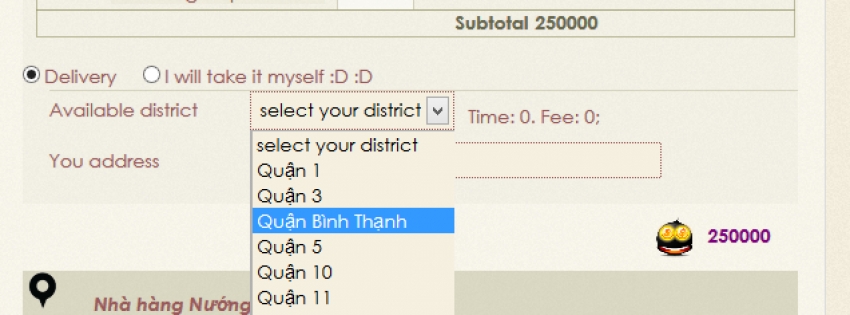 Subtotal 250000
Delivery I will take it myself :D :D
Available district select your district Time: 0. Fee: 0;
select your district
You address
Quận 1
Quận 3
Quận Bình Thạnh
250000
Quận 5
Quận 10
Quận 11
Nhà hàng Nướng